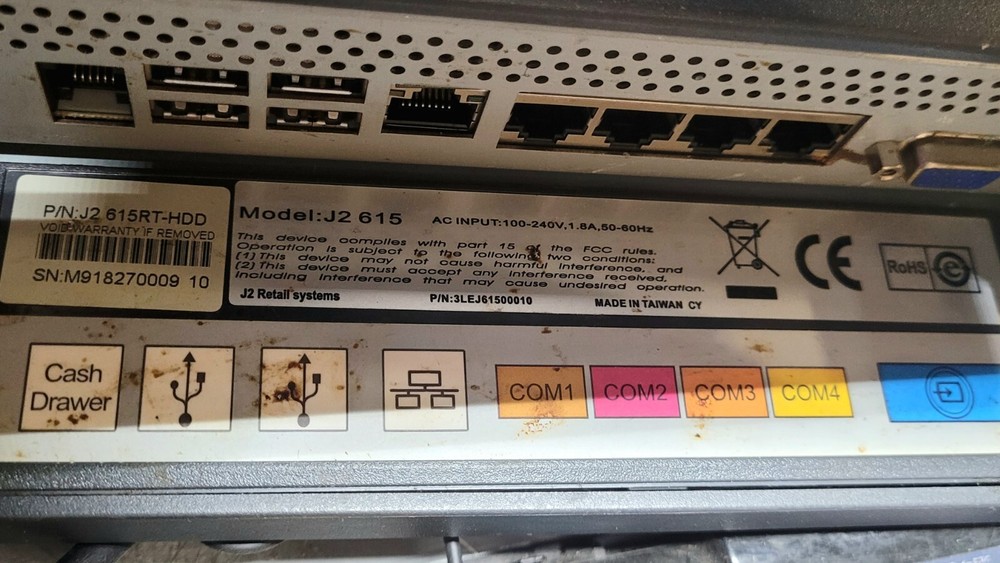 P/N:J2 615RT-HDD
VOID WARRANTY IF REMOVED
SN:M918270009 10
Model:J2 615
AC INPUT:100-240V,1.8A,50-60Hz
This device complies with part 15 of the FCC rules.
Operation is subject to the following two conditions:
(1) This device may not cause harmful interference, and
(2) This device must accept any interference received,
including interference that may cause undesired operation.
J2 Retail systems
P/N:3LEJ61500010
MADE IN TAIWAN CY
CE
RoHS
Cash
Drawer
COM1
COM2
COM3
COM4